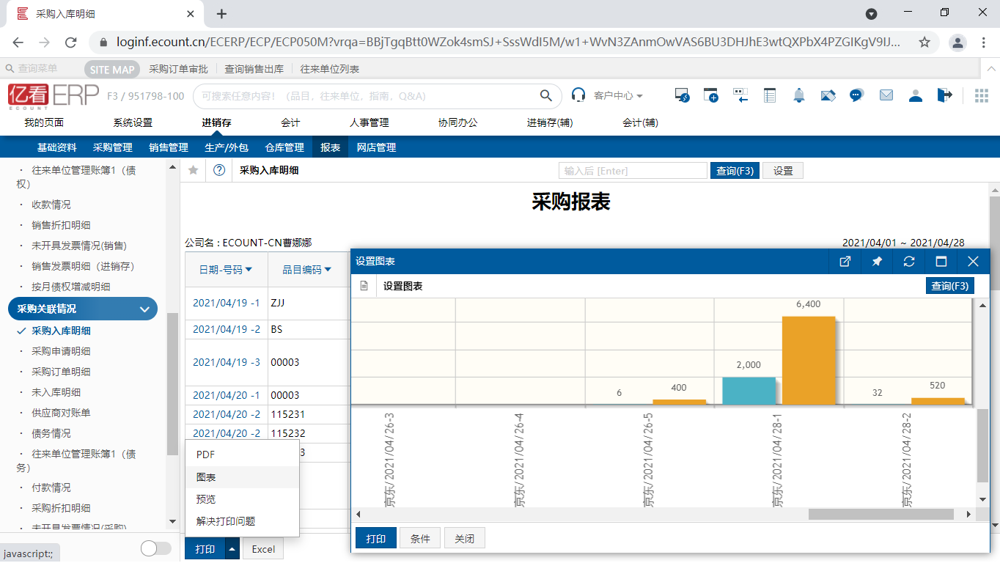 采购入库明细
loginf.ecount.cn/ECERP/ECP/ECP050M?vrqa=BBjTgqBtt0WZok4smSJ+SssWdI5M/w1+WvN3ZAnmOwVAS6BU3DHJhE3wtQXPbX4PZGIKgV9IJ...
查询菜单 SITE MAP 采购订单审批 查询销售出库 往来单位列表
亿看 ERP ECOUNT F3 / 951798-100 可搜索任意内容! (品目, 往来单位, 指南, Q&A) 客户中心
我的页面 系统设置 进销存 会计 人事管理 协同办公 进销存(辅) 会计(辅)
基础资料 采购管理 销售管理 生产/外包 仓库管理 报表 网店管理
· 往来单位管理账簿1（债
权）
· 收款情况
· 销售折扣明细
· 未开具发票情况(销售)
· 销售发票明细（进销存）
· 按月债权增减明细
采购关联情况
采购入库明细
· 采购申请明细
· 采购订单明细
· 未入库明细
· 供应商对账单
· 债务情况
· 往来单位管理账簿1（债
务）
· 付款情况
· 采购折扣明细
· 未开具发票情况(采购)
javascript:;
采购入库明细 输入后 [Enter] 查询(F3) 设置
采购报表
公司名 : ECOUNT-CN曹娜娜 2021/04/01 ~ 2021/04/28
日期-号码 品目编码
2021/04/19 -1 ZJJ
2021/04/19 -2 BS
2021/04/19 -3 00003
2021/04/20 -1 00003
2021/04/20 -2 115231
2021/04/20 -2 115232
3
PDF
图表
预览
解决打印问题
打印 Excel
设置图表
设置图表 查询(F3)
6,400
2,000
6 400 32 520
京东/2021/04/26-3
京东/2021/04/26-4
京东/2021/04/26-5
京东/2021/04/28-1
京东/2021/04/28-2
打印 条件 关闭